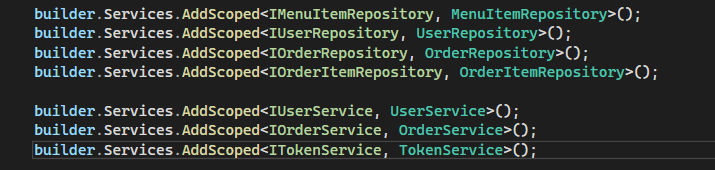 builder.Services.AddScoped<IMenuItemRepository, MenuItemRepository>();
builder.Services.AddScoped<IUserRepository, UserRepository>();
builder.Services.AddScoped<IOrderRepository, OrderRepository>();
builder.Services.AddScoped<IOrderItemRepository, OrderItemRepository>();
builder.Services.AddScoped<IUserService, UserService>();
builder.Services.AddScoped<IOrderService, OrderService>();
builder.Services.AddScoped<ITokenService, TokenService>();